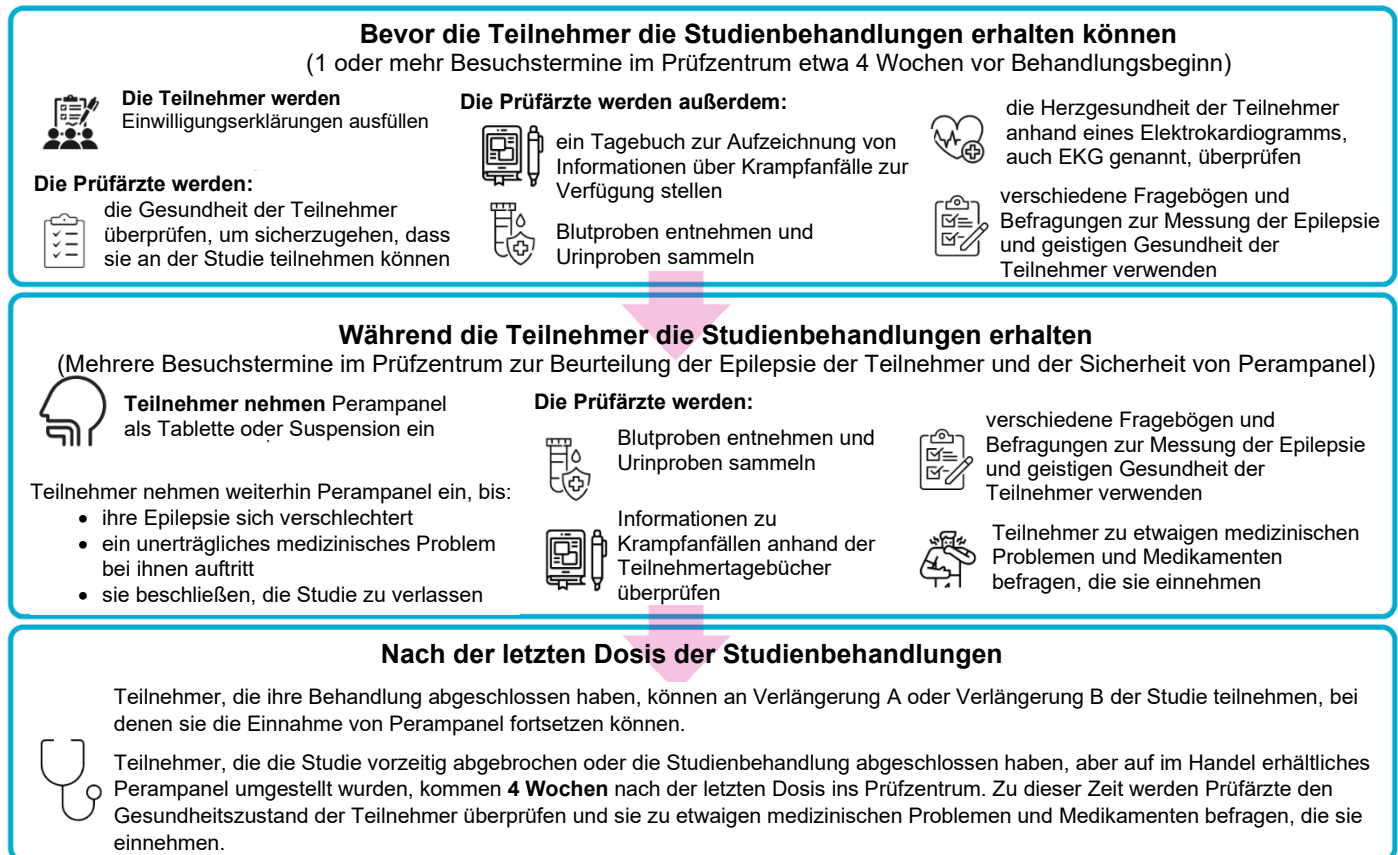 Bevor die Teilnehmer die Studienbehandlungen erhalten können
(1 oder mehr Besuchstermine im Prüfzentrum etwa 4 Wochen vor Behandlungsbeginn)
Die Teilnehmer werden
Einwilligungserklärungen ausfüllen
Die Prüfärzte werden:
die Gesundheit der Teilnehmer
überprüfen, um sicherzugehen, dass
sie an der Studie teilnehmen können
Die Prüfärzte werden außerdem:
ein Tagebuch zur Aufzeichnung von
Informationen über Krampfanfälle zur
Verfügung stellen
Blutproben entnehmen und
Urinproben sammeln
die Herzgesundheit der Teilnehmer
anhand eines Elektrokardiogramms,
auch EKG genannt, überprüfen
verschiedene Fragebögen und
Befragungen zur Messung der Epilepsie
und geistigen Gesundheit der
Teilnehmer verwenden
Während die Teilnehmer die Studienbehandlungen erhalten
(Mehrere Besuchstermine im Prüfzentrum zur Beurteilung der Epilepsie der Teilnehmer und der Sicherheit von Perampanel)
Teilnehmer nehmen Perampanel
als Tablette oder Suspension ein
Teilnehmer nehmen weiterhin Perampanel ein, bis:
• ihre Epilepsie sich verschlechtert
• ein unerträgliches medizinisches Problem
bei ihnen auftritt
• sie beschließen, die Studie zu verlassen
Die Prüfärzte werden:
Blutproben entnehmen und
Urinproben sammeln
Informationen zu
Krampfanfällen anhand der
Teilnehmertagebücher
überprüfen
verschiedene Fragebögen und
Befragungen zur Messung der Epilepsie
und geistigen Gesundheit der
Teilnehmer verwenden
Teilnehmer zu etwaigen medizinischen
Problemen und Medikamenten
befragen, die sie einnehmen
Nach der letzten Dosis der Studienbehandlungen
Teilnehmer, die ihre Behandlung abgeschlossen haben, können an Verlängerung A oder Verlängerung B der Studie teilnehmen, bei
denen sie die Einnahme von Perampanel fortsetzen können.
Teilnehmer, die die Studie vorzeitig abgebrochen oder die Studienbehandlung abgeschlossen haben, aber auf im Handel erhältliches
Perampanel umgestellt wurden, kommen 4 Wochen nach der letzten Dosis ins Prüfzentrum. Zu dieser Zeit werden Prüfärzte den
Gesundheitszustand der Teilnehmer überprüfen und sie zu etwaigen medizinischen Problemen und Medikamenten befragen, die sie
einnehmen.